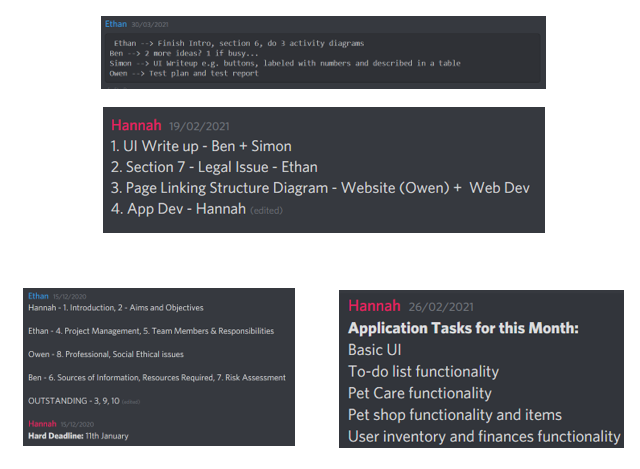 Ethan 30/03/2021
Ethan --> Finish Intro, section 6, do 3 activity diagrams
Ben --> 2 more ideas? 1 if busy...
Simon --> UI Writeup e.g. buttons, labeled with numbers and described in a table
Owen --> Test plan and test report
Hannah 19/02/2021
1. UI Write up - Ben + Simon
2. Section 7 - Legal Issue - Ethan
3. Page Linking Structure Diagram - Website (Owen) + Web Dev
4. App Dev - Hannah (edited)
Ethan 15/12/2020
Hannah - 1. Introduction, 2 - Aims and Objectives
Ethan - 4. Project Management, 5. Team Members & Responsibilities
Owen - 8. Professional, Social Ethical issues
Ben - 6. Sources of Information, Resources Required, 7. Risk Assessment
OUTSTANDING - 3, 9, 10 (edited)
Hannah 15/12/2020
Hard Deadline: 11th January
Hannah 26/02/2021
Application Tasks for this Month:
Basic UI
To-do list functionality
Pet Care functionality
Pet shop functionality and items
User inventory and finances functionality